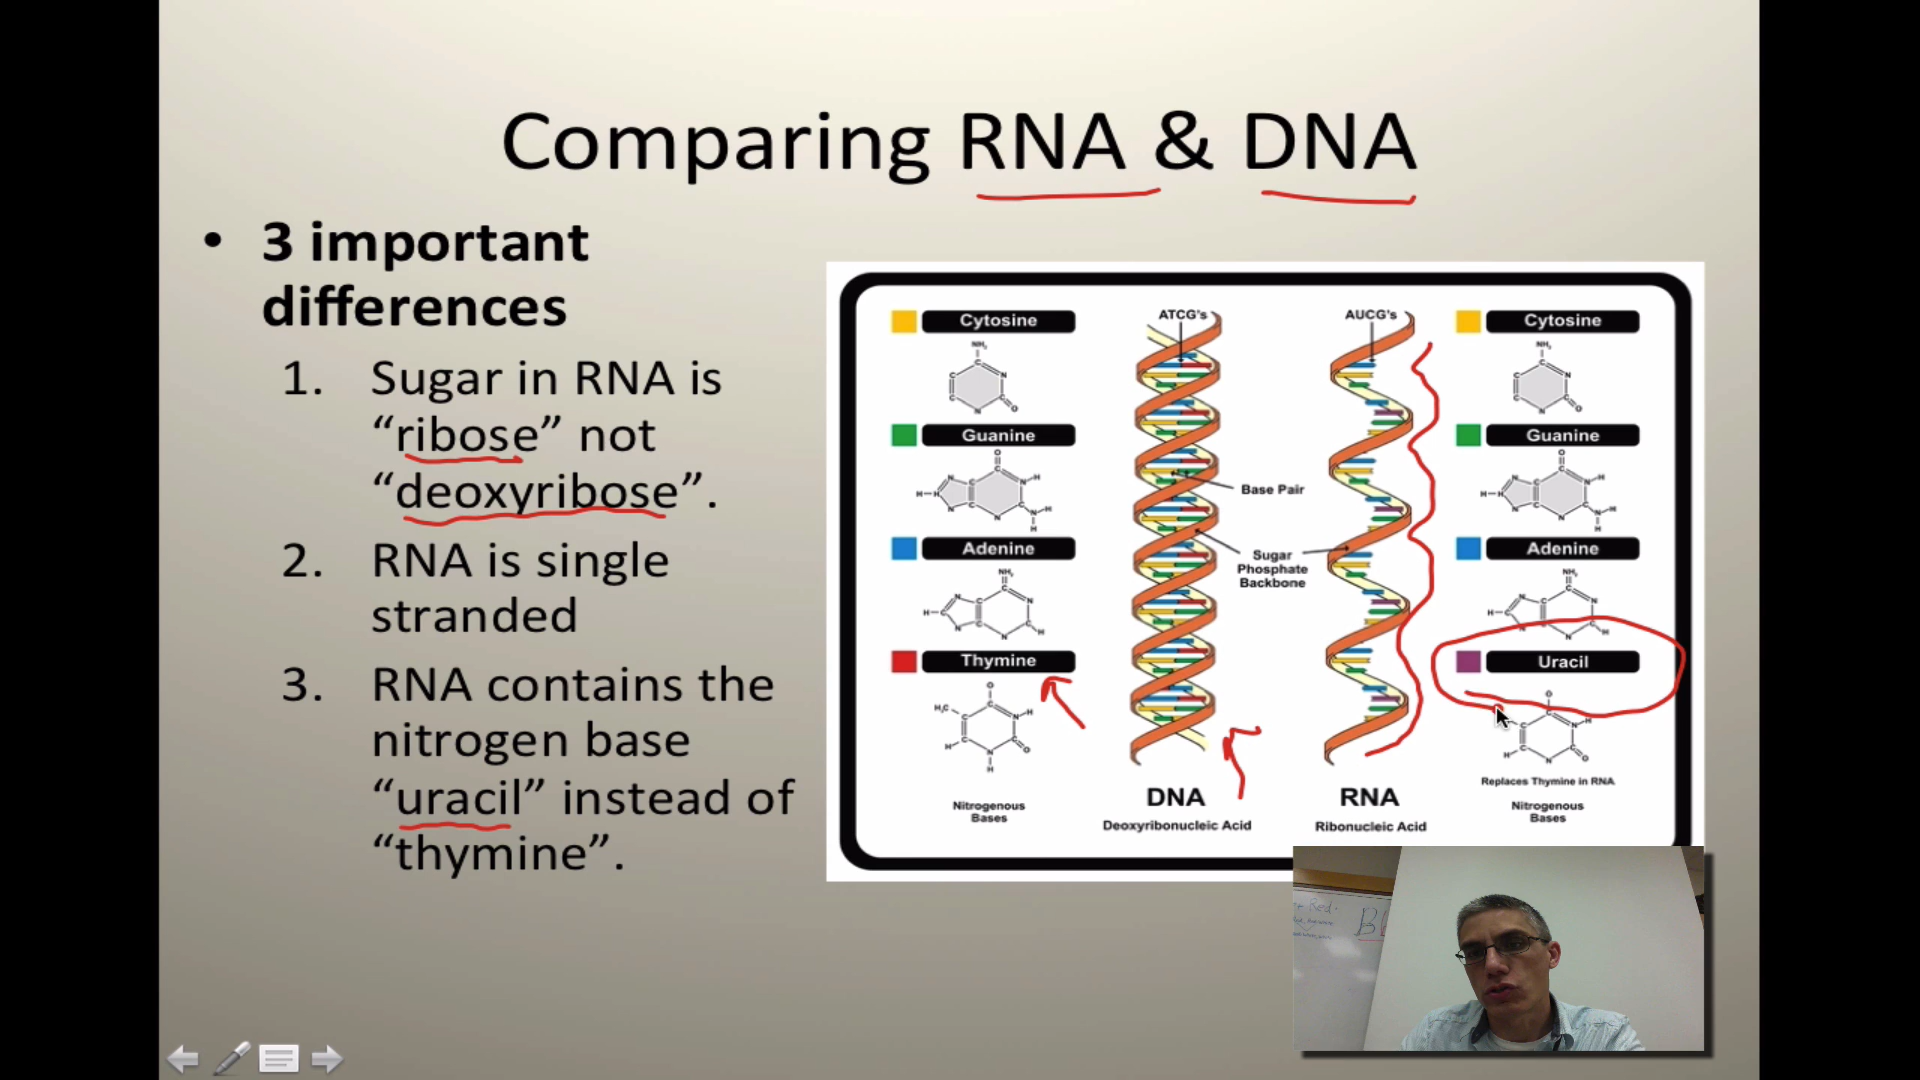 Comparing RNA & DNA
• 3 important
differences
1. Sugar in RNA is
“ribose” not
“deoxyribose”.
2. RNA is single
stranded
3. RNA contains the
nitrogen base
“uracil” instead of
“thymine”.
Cytosine
Guanine
Adenine
Thymine
Nitrogenous
Bases
ATCG's
Base Pair
Sugar
Phosphate
Backbone
DNA
Deoxyribonucleic Acid
AUCG's
RNA
Ribonucleic Acid
Cytosine
Guanine
Adenine
Uracil
Replaces Thymine in RNA
Nitrogenous
Bases